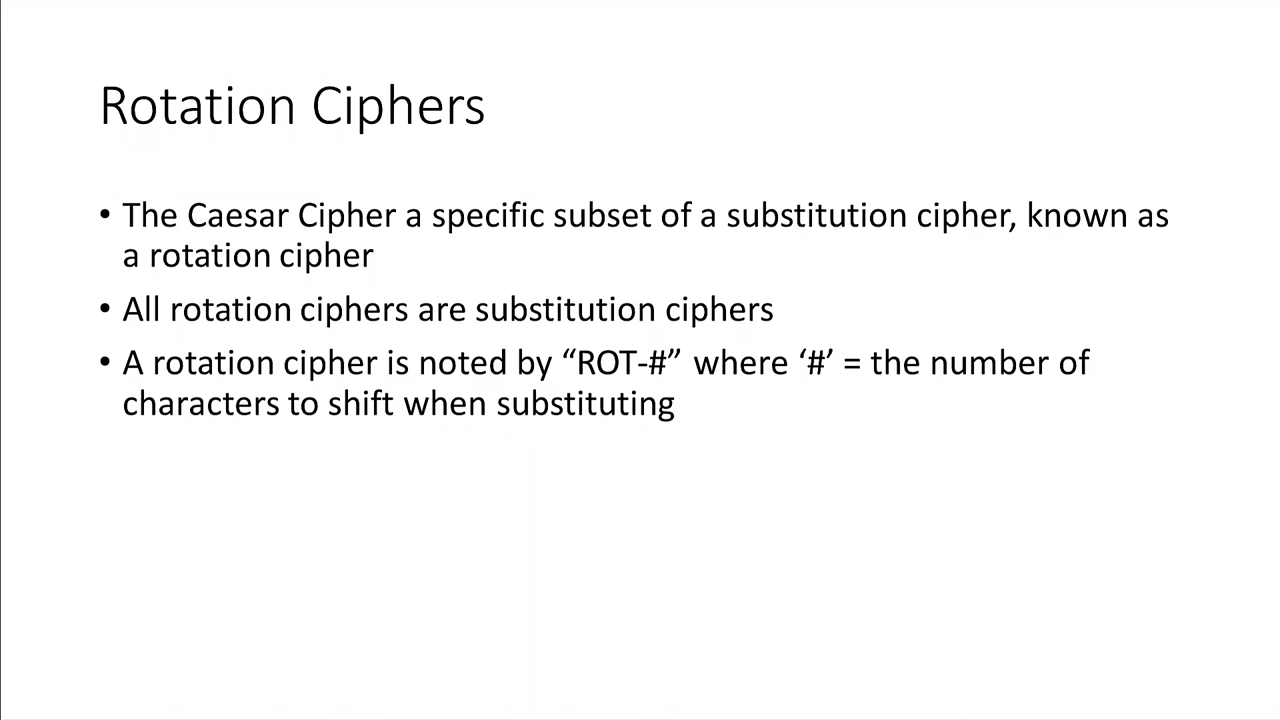 Rotation Ciphers
• The Caesar Cipher a specific subset of a substitution cipher, known as
a rotation cipher
• All rotation ciphers are substitution ciphers
• A rotation cipher is noted by “ROT-#” where ‘#’ = the number of
characters to shift when substituting